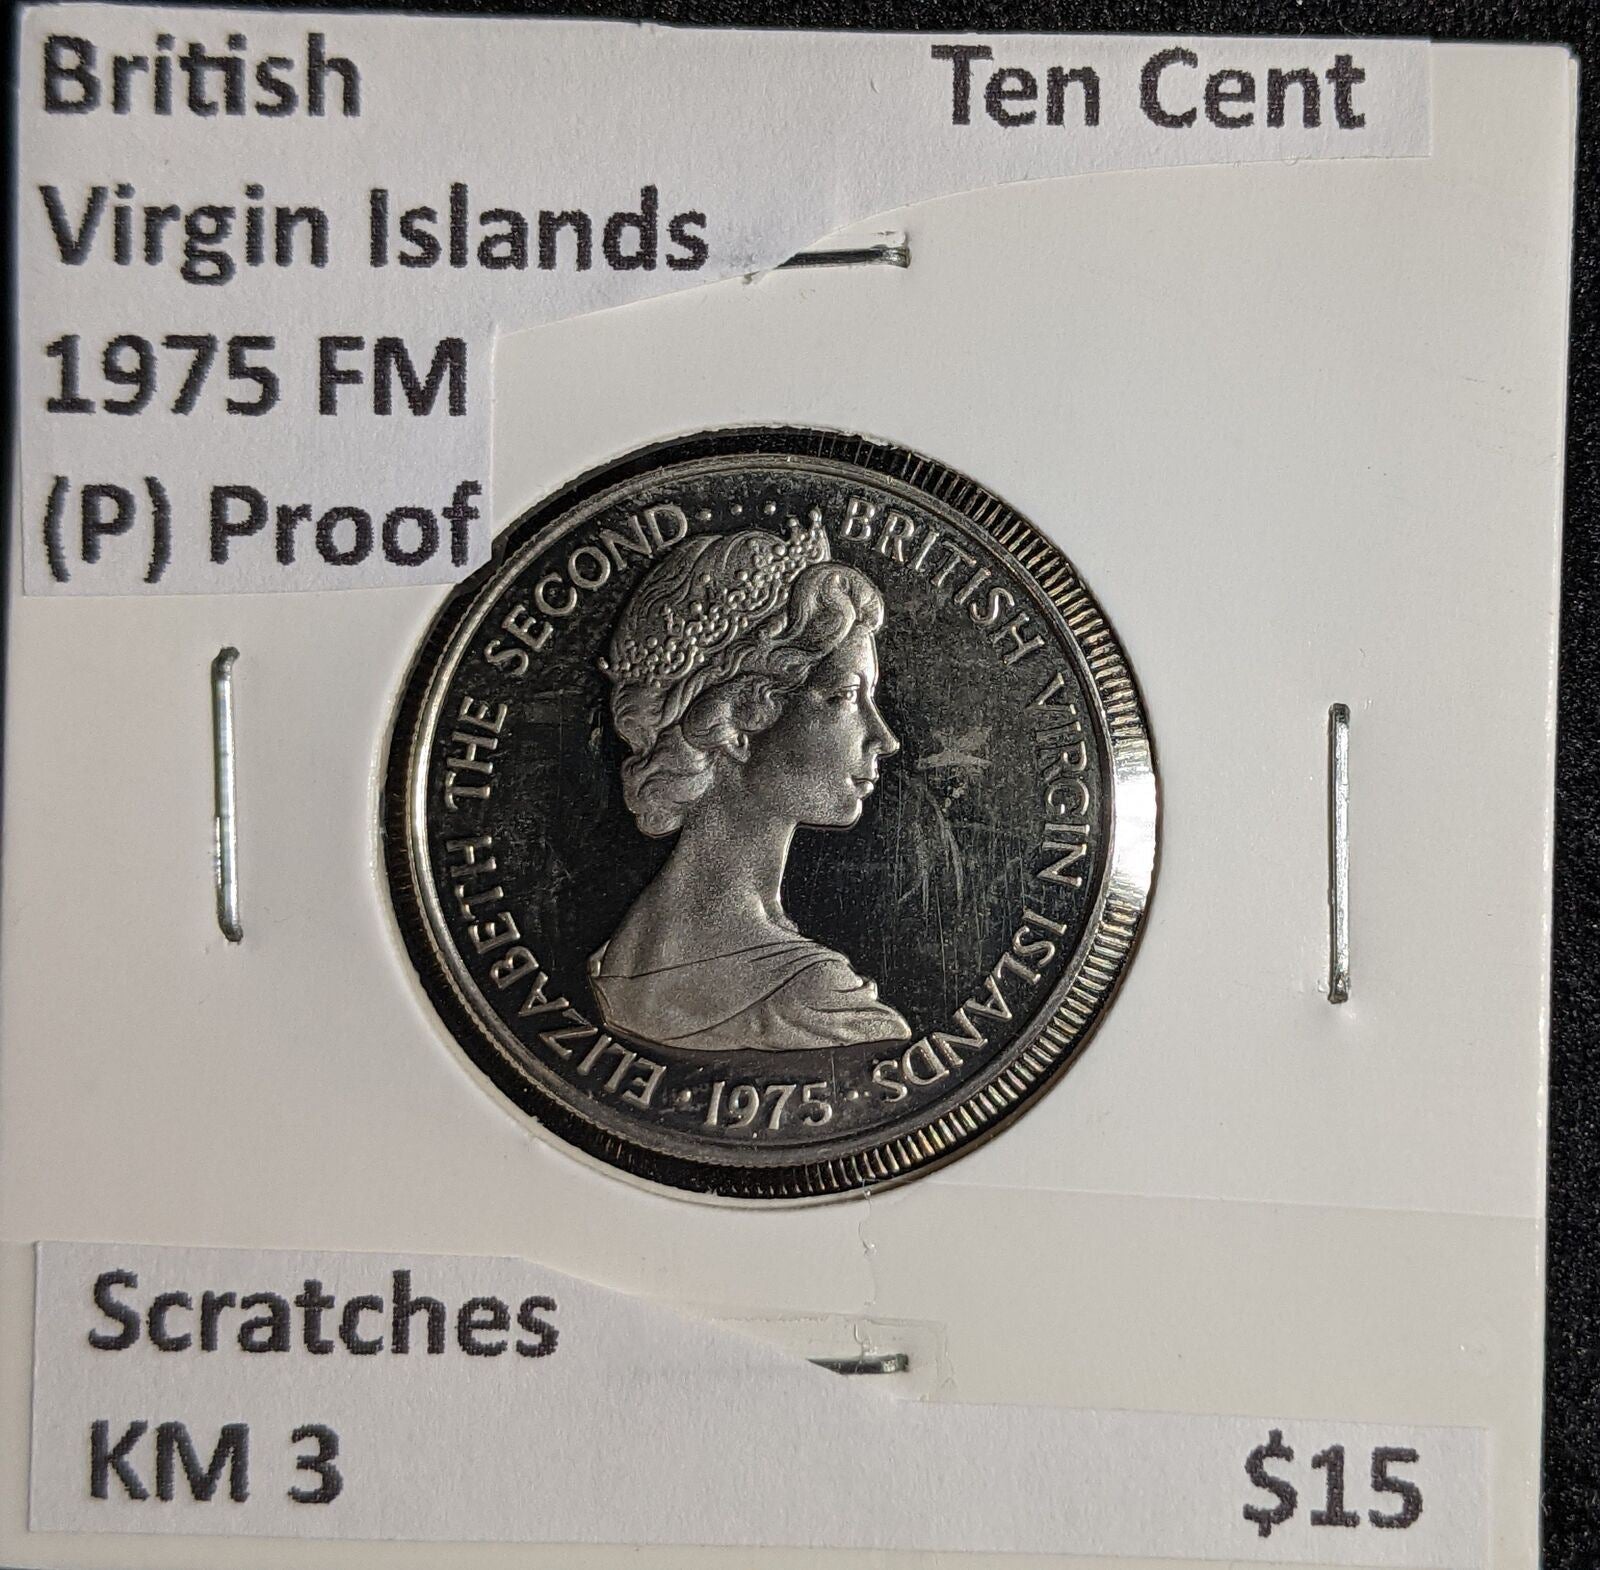 British Ten Cent
Virgin Islands
1975 FM
(P) Proof
ELIZABETH THE SECOND.... BRITISH VIRGIN ISLANDS
· 1975 ··
Scratches
KM 3 $15